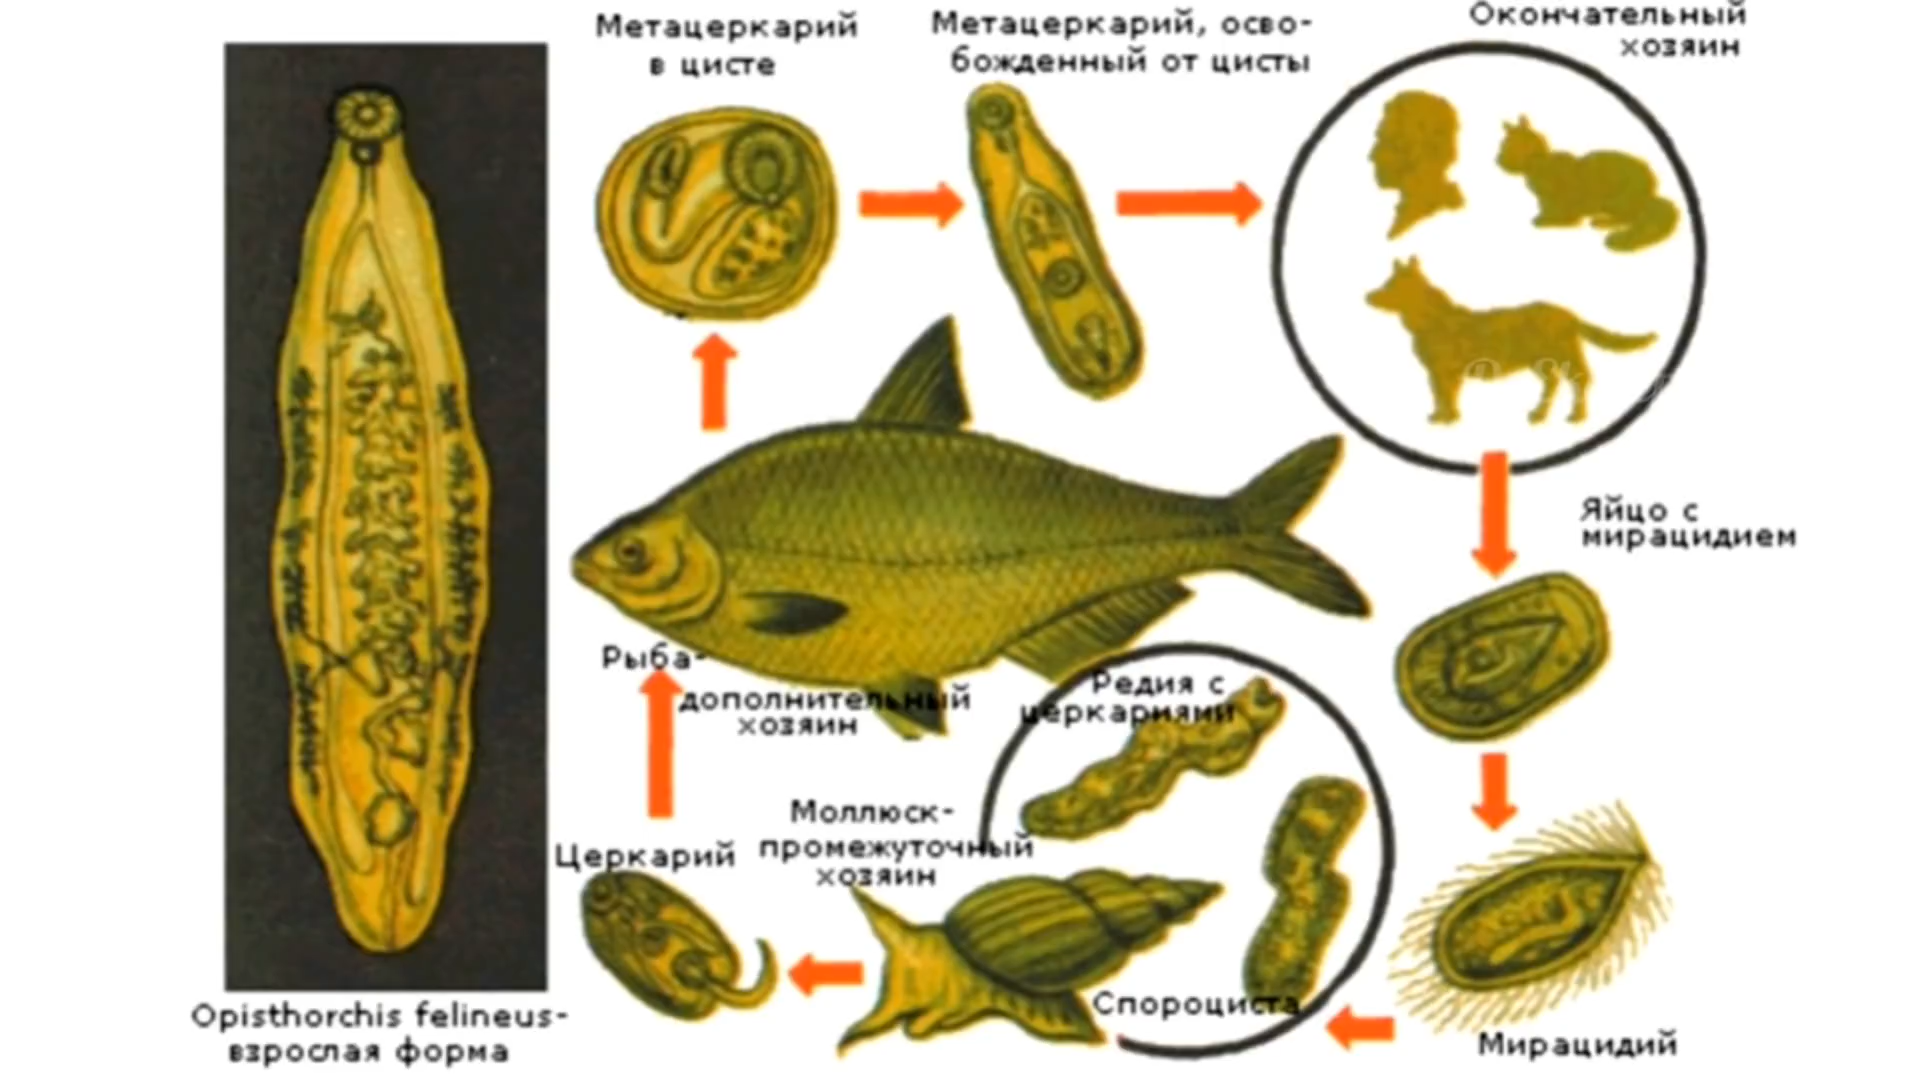 Метацеркарий
в цисте
Метацеркарий, осво-
божденный от цисты
Окончательный
хозяин
Яйцо с
мирацидием
Рыба-
дополнительный
хозяин
Редия с
церкариями
Моллюск-
промежуточный
хозяин
Церкарий
Спороциста
Мирацидий
Opisthorchis felineus-
взрослая форма